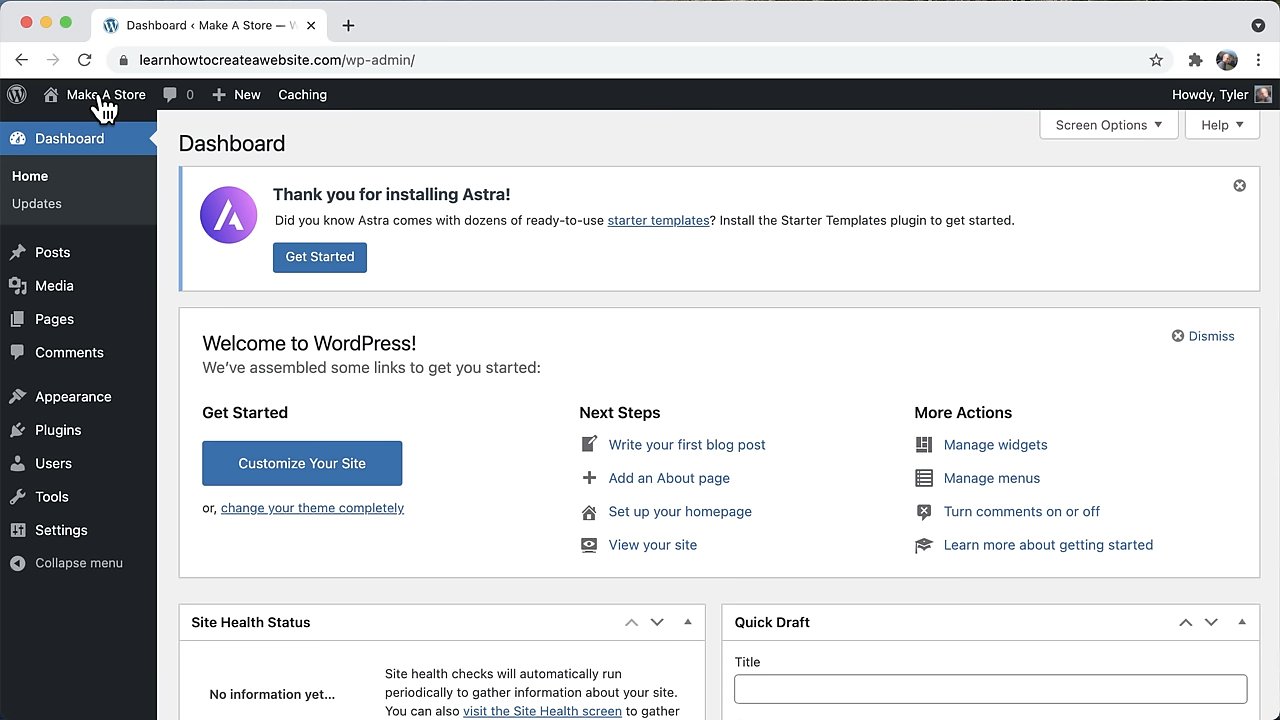 Dashboard ‹ Make A Store — W
learnhowtocreateawebsite.com/wp-admin/
Make A Store 0 New Caching Howdy, Tyler
Dashboard
Home
Updates
Posts
Media
Pages
Comments
Appearance
Plugins
Users
Tools
Settings
Collapse menu
Screen Options Help
Dashboard
Thank you for installing Astra!
Did you know Astra comes with dozens of ready-to-use starter templates? Install the Starter Templates plugin to get started.
Get Started
Welcome to WordPress!
We've assembled some links to get you started:
Dismiss
Get Started
Customize Your Site
or, change your theme completely
Next Steps
Write your first blog post
Add an About page
Set up your homepage
View your site
More Actions
Manage widgets
Manage menus
Turn comments on or off
Learn more about getting started
Site Health Status
No information yet...
Site health checks will automatically run
periodically to gather information about your site.
You can also visit the Site Health screen to gather
Quick Draft
Title